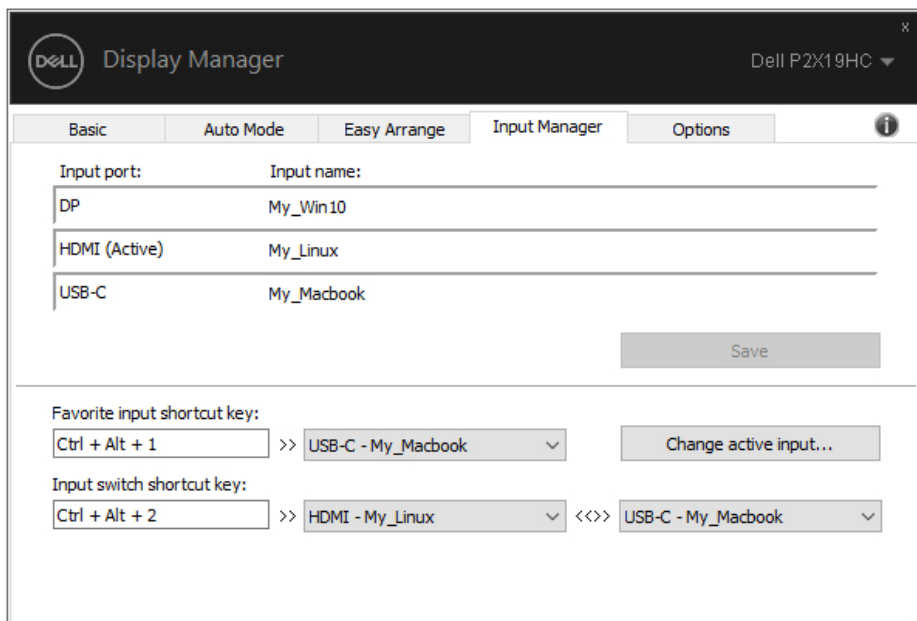 x
DELL Display Manager Dell P2X19HC
Basic Auto Mode Easy Arrange Input Manager Options i
Input port: Input name:
DP My_Win10
HDMI (Active) My_Linux
USB-C My_Macbook
Save
Favorite input shortcut key:
Ctrl + Alt + 1 >> USB-C - My_Macbook Change active input...
Input switch shortcut key:
Ctrl + Alt + 2 >> HDMI - My_Linux <<>> USB-C - My_Macbook